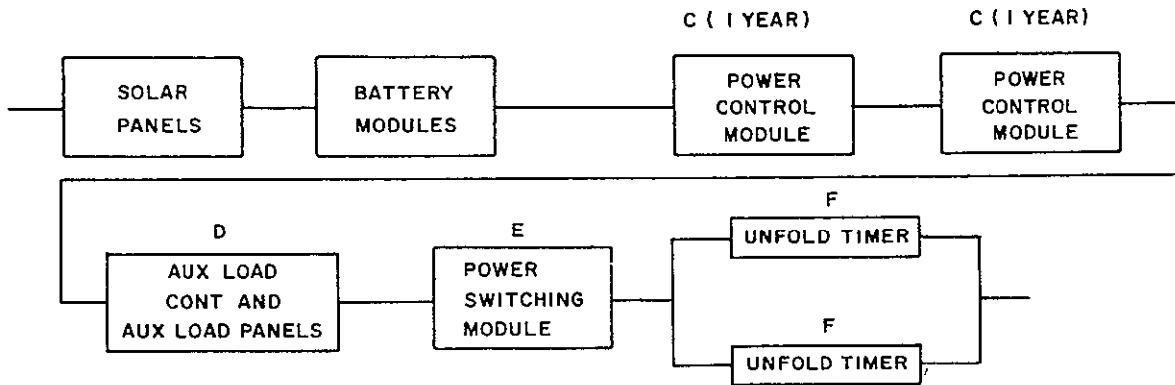 C ( 1 YEAR)
C ( 1 YEAR)
SOLAR
PANELS
BATTERY
MODULES
POWER
CONTROL
MODULE
POWER
CONTROL
MODULE
D
AUX LOAD
CONT AND
AUX LOAD PANELS
E
POWER
SWITCHING
MODULE
F
UNFOLD TIMER
F
UNFOLD TIMER